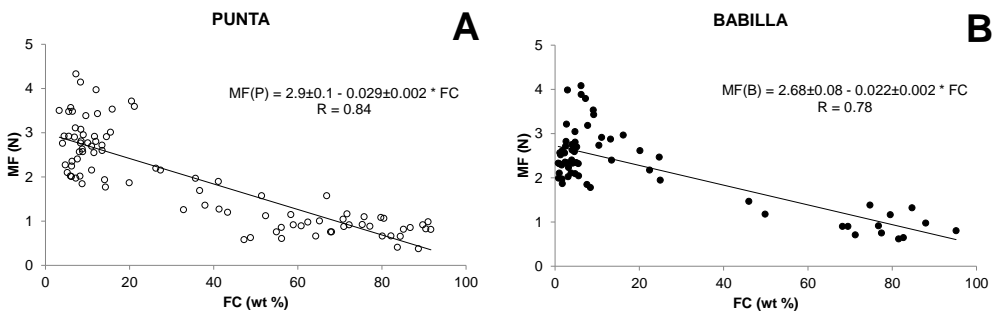 PUNTA
A
MF(P) = 2.9±0.1 - 0.029±0.002 * FC
R = 0.84
MF (N)
5
4
3
2
1
0
0 20 40 60 80 100
FC (wt %)
BABILLA
B
MF(B) = 2.68±0.08 - 0.022±0.002 * FC
R = 0.78
MF (N)
5
4
3
2
1
0
0 20 40 60 80 100
FC (wt %)